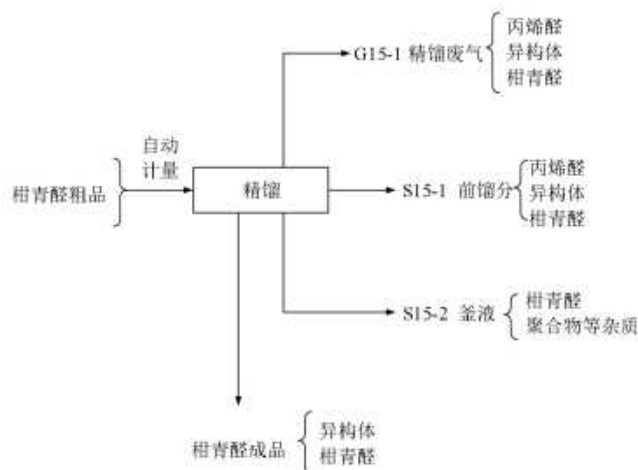 丙烯醛
G15-1 精馏废气
异构体
柑青醛
自动
计量
柑青醛粗品
精馏
丙烯醛
S15-1 前馏分
异构体
柑青醛
S15-2 釜液
柑青醛
聚合物等杂质
柑青醛成品
异构体
柑青醛